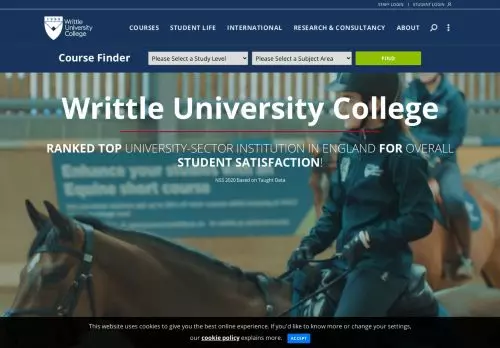 STAFF LOGIN | STUDENT LOGIN
Writtle
University
College
COURSES STUDENT LIFE INTERNATIONAL RESEARCH & CONSULTANCY ABOUT
Course Finder Please Select a Study Level Please Select a Subject Area FIND
Writtle University College
RANKED TOP UNIVERSITY-SECTOR INSTITUTION IN ENGLAND FOR OVERALL
STUDENT SATISFACTION!
NSS 2020 Based on Taught Data
Enhance your
Equine short course
This website uses cookies to give you the best online experience. If you'd like to know more or change your settings,
our cookie policy explains more. ACCEPT